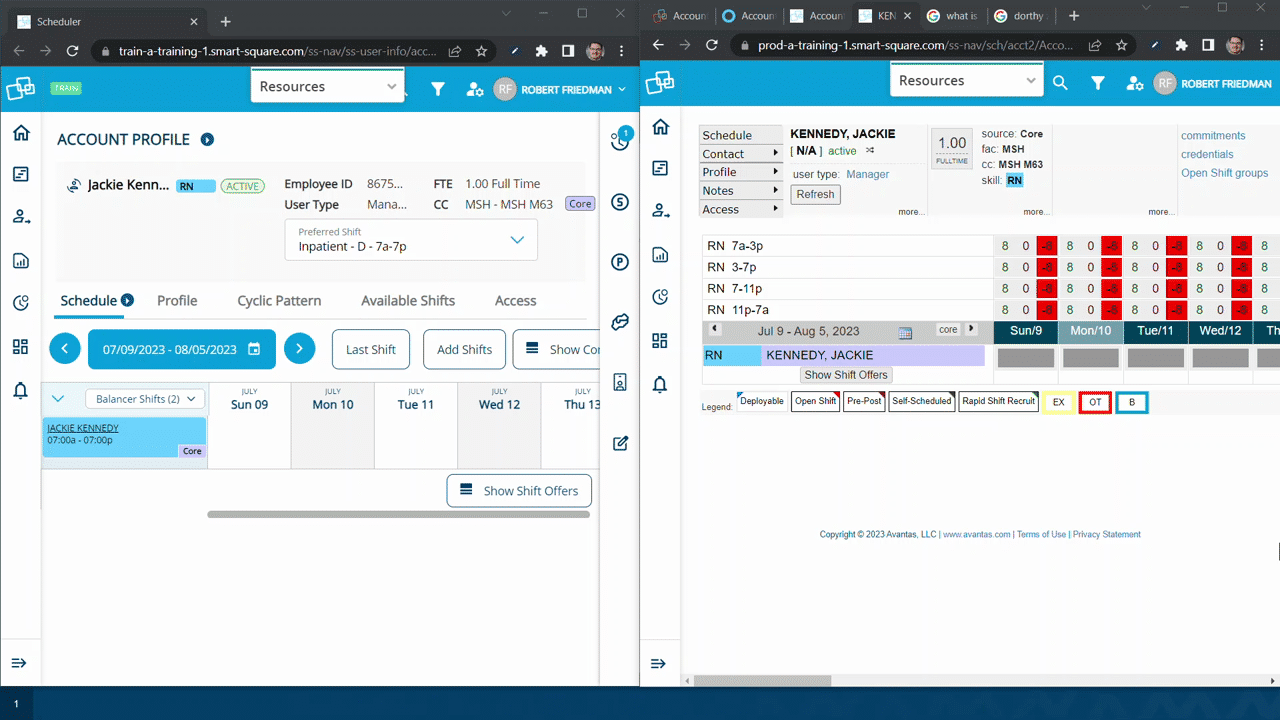 Scheduler
train-a-training-1.smart-square.com/ss-nav/ss-user-info/acc...
TRAIN
Resources
RF
ROBERT FRIEDMAN
ACCOUNT PROFILE
1
Jackie Kenn...
RN
ACTIVE
Employee ID
8675...
FTE
1.00 Full Time
User Type
Mana...
CC
MSH - MSH M63
Core
Preferred Shift
Inpatient - D - 7a-7p
Schedule
Profile
Cyclic Pattern
Available Shifts
Access
07/09/2023 - 08/05/2023
Last Shift
Add Shifts
Show Co
Balancer Shifts (2)
JULY
Sun 09
JULY
Mon 10
JULY
Tue 11
JULY
Wed 12
JULY
Thu 13
JACKIE KENNEDY
07:00a - 07:00p
Core
Show Shift Offers
S
P
1
Accoun
Accoun
Accoun
KEN
what is
dorthy
prod-a-training-1.smart-square.com/ss-nav/sch/acct2/Acco...
Resources
RF
ROBERT FRIEDMAN
Schedule
Contact
Profile
Notes
Access
KENNEDY, JACKIE
[ N/A ] active
user type: Manager
Refresh
more...
1.00
FULLTIME
source: Core
fac: MSH
cc: MSH M63
skill: RN
more...
more...
commitments
credentials
Open Shift groups
RN 7a-3p 8 0 -8 8 0 -8 8 0 -8 8 0 -8 8
RN 3-7p 8 0 -8 8 0 -8 8 0 -8 8 0 -8 8
RN 7-11p 8 0 -8 8 0 -8 8 0 -8 8 0 -8 8
RN 11p-7a 8 0 -8 8 0 -8 8 0 -8 8 0 -8 8
Jul 9 - Aug 5, 2023
core
Sun/9 Mon/10 Tue/11 Wed/12 Th
RN KENNEDY, JACKIE
Show Shift Offers
Legend:
Deployable
Open Shift
Pre-Post
Self-Scheduled
Rapid Shift Recruit
EX
OT
B
Copyright © 2023 Avantas, LLC | www.avantas.com | Terms of Use | Privacy Statement